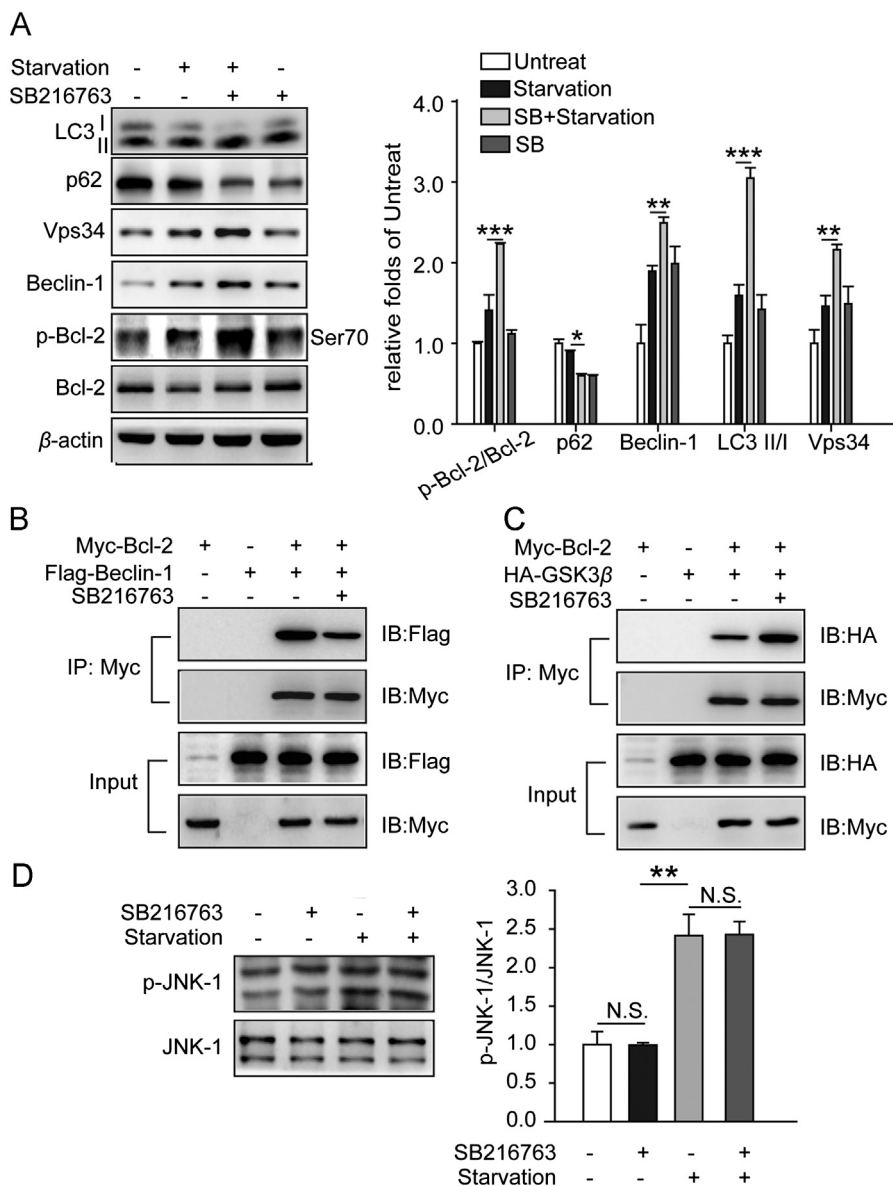 A
Starvation - + + -
SB216763 - - + +
LC3 I
II
p62
Vps34
Beclin-1
p-Bcl-2 Ser70
Bcl-2
β-actin
Untreat
Starvation
SB+Starvation
SB
relative folds of Untreat
4.0
3.0
2.0
1.0
0.0
*** * ** *** **
p-Bcl-2/Bcl-2 p62 Beclin-1 LC3 II/I Vps34
B
Myc-Bcl-2 + - + +
Flag-Beclin-1 - + + +
SB216763 - - - +
IP: Myc
IB:Flag
IB:Myc
Input
IB:Flag
IB:Myc
C
Myc-Bcl-2 + - + +
HA-GSK3β - + + +
SB216763 - - - +
IP: Myc
IB:HA
IB:Myc
Input
IB:HA
IB:Myc
D
SB216763 - + - +
Starvation - - + +
p-JNK-1
JNK-1
p-JNK-1/JNK-1
3.0
2.5
2.0
1.5
1.0
0.5
0.0
N.S.
**
N.S.
SB216763 - + - +
Starvation - - + +